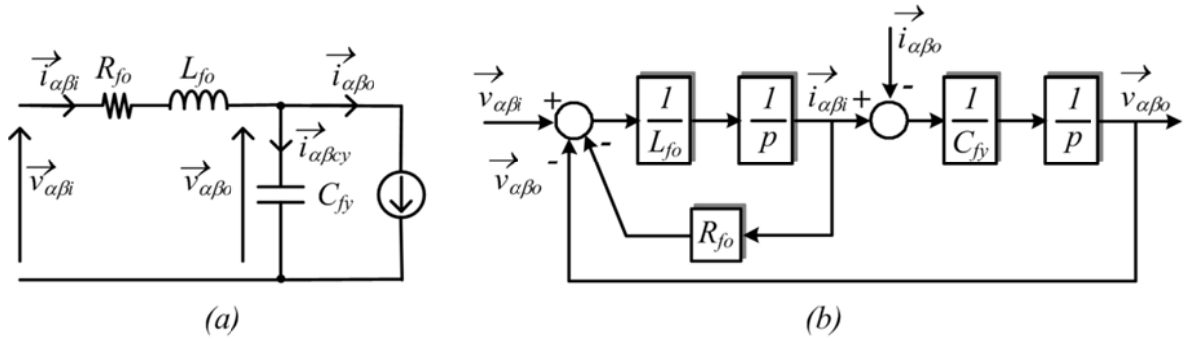 i_αβi R_fo L_fo i_αβo
v_αβi v_αβo i_αβcy C_fy
(a)
v_αβi + - v_αβo - 1/L_fo 1/p i_αβi + i_αβo - 1/C_fy 1/p v_αβo
R_fo
(b)